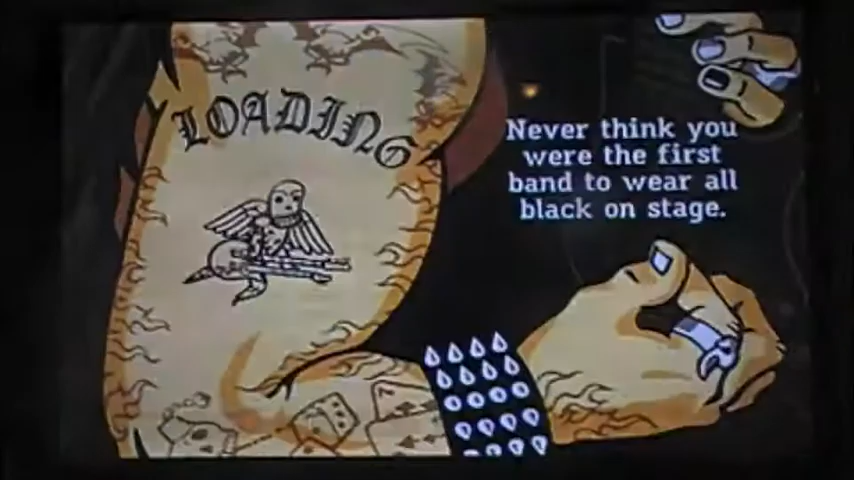 LOADING
Never think you
were the first
band to wear all
black on stage.